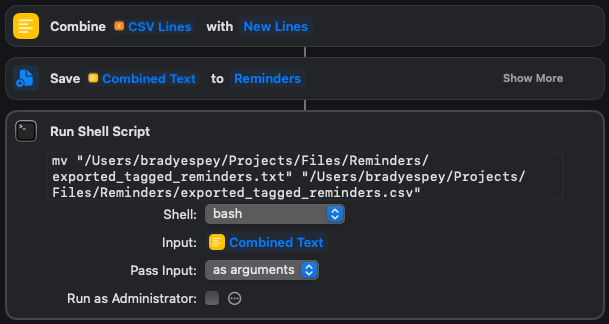 Combine CSV Lines with New Lines
Save Combined Text to Reminders Show More
Run Shell Script
mv "/Users/bradyespey/Projects/Files/Reminders/
exported_tagged_reminders.txt" "/Users/bradyespey/Projects/
Files/Reminders/exported_tagged_reminders.csv"
Shell: bash
Input: Combined Text
Pass Input: as arguments
Run as Administrator: